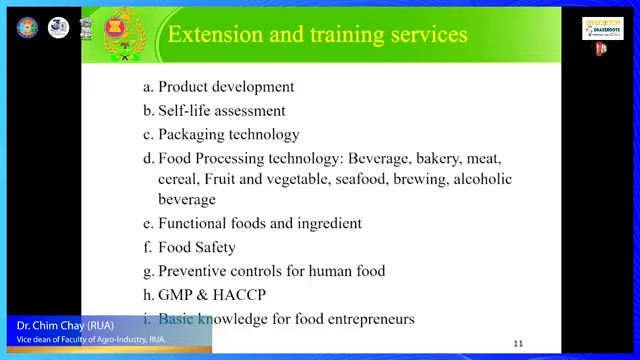 Extension and training services
a. Product development
b. Self-life assessment
c. Packaging technology
d. Food Processing technology: Beverage, bakery, meat,
cereal, Fruit and vegetable, seafood, brewing, alcoholic
beverage
e. Functional foods and ingredient
f. Food Safety
g. Preventive controls for human food
h. GMP & HACCP
i. Basic knowledge for food entrepreneurs
Dr. Chim Chay (RUA)
Vice dean of Faculty of Agro-Industry, RUA.
11
GRASSROOTS